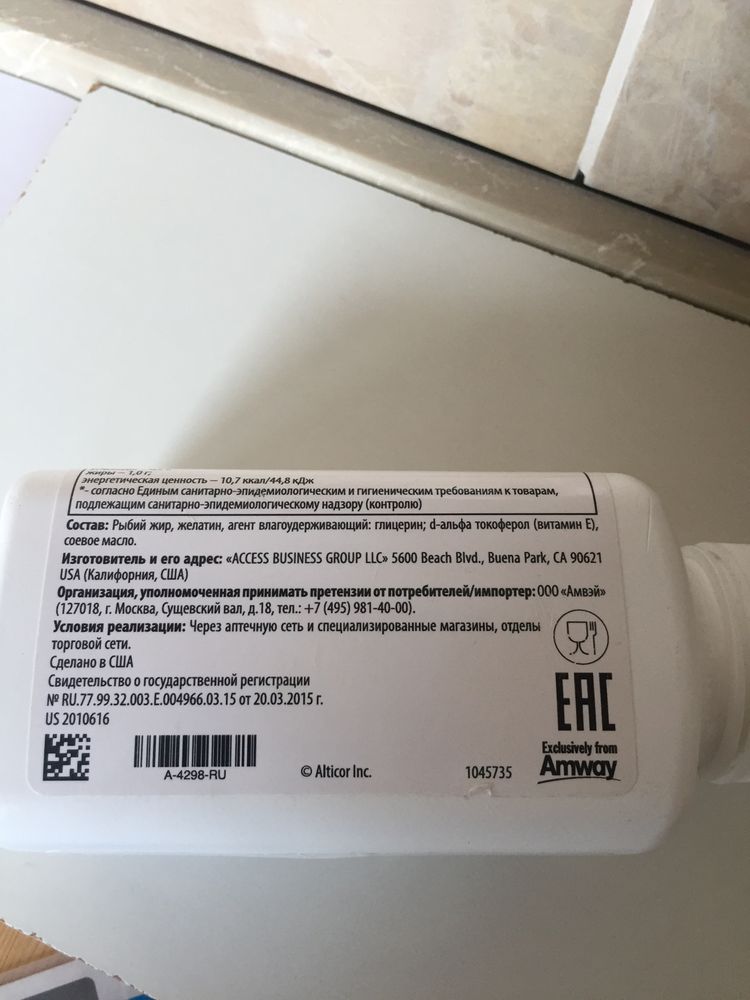 жиры – 1,0 г;
энергетическая ценность – 10,7 ккал/44,8 кДж
*- согласно Единым санитарно-эпидемиологическим и гигиеническим требованиям к товарам,
подлежащим санитарно-эпидемиологическому надзору (контролю)
Состав: Рыбий жир, желатин, агент влагоудерживающий: глицерин; d-альфа токоферол (витамин Е),
соевое масло.
Изготовитель и его адрес: «ACCESS BUSINESS GROUP LLC» 5600 Beach Blvd., Buena Park, CA 90621
USA (Калифорния, США)
Организация, уполномоченная принимать претензии от потребителей/импортер: ООО «Амвэй»
(127018, г. Москва, Сущевский вал, д.18, тел.: +7 (495) 981-40-00).
Условия реализации: Через аптечную сеть и специализированные магазины, отделы
торговой сети.
Сделано в США
Свидетельство о государственной регистрации
№ RU.77.99.32.003.Е.004966.03.15 от 20.03.2015 г.
US 2010616
EAC
A-4298-RU
© Alticor Inc.
1045735
Exclusively from
Amway